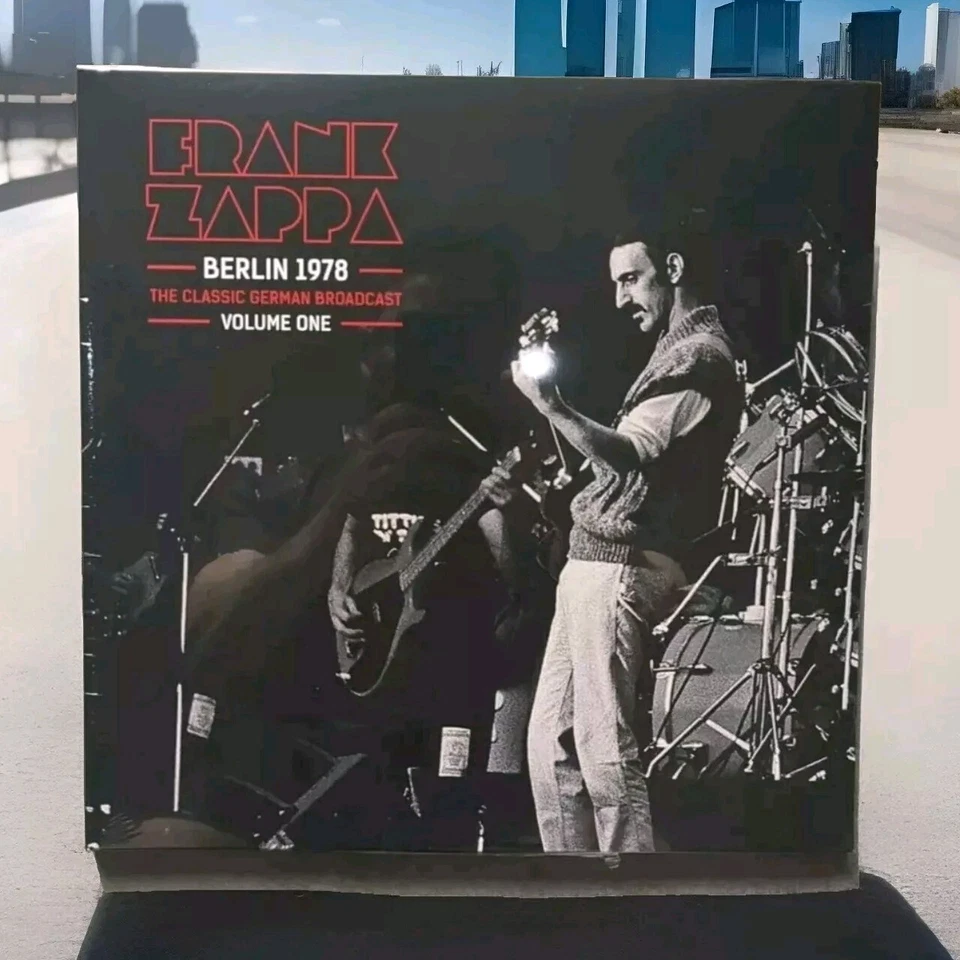 FRANK
ZAPPA
BERLIN 1978
THE CLASSIC GERMAN BROADCAST
VOLUME ONE